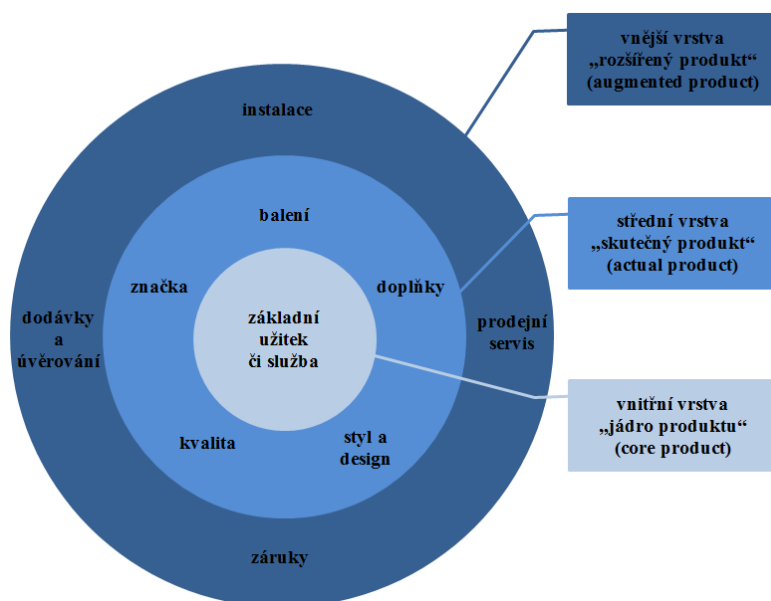 vnější vrstva
„rozšířený produkt“
(augmented product)
instalace
střední vrstva
„skutečný produkt“
(actual product)
balení
značka
doplňky
základní
užitek
či služba
dodávky
a
úvěrování
prodejní
servis
vnitřní vrstva
„jádro produktu“
(core product)
kvalita
styl a
design
záruky